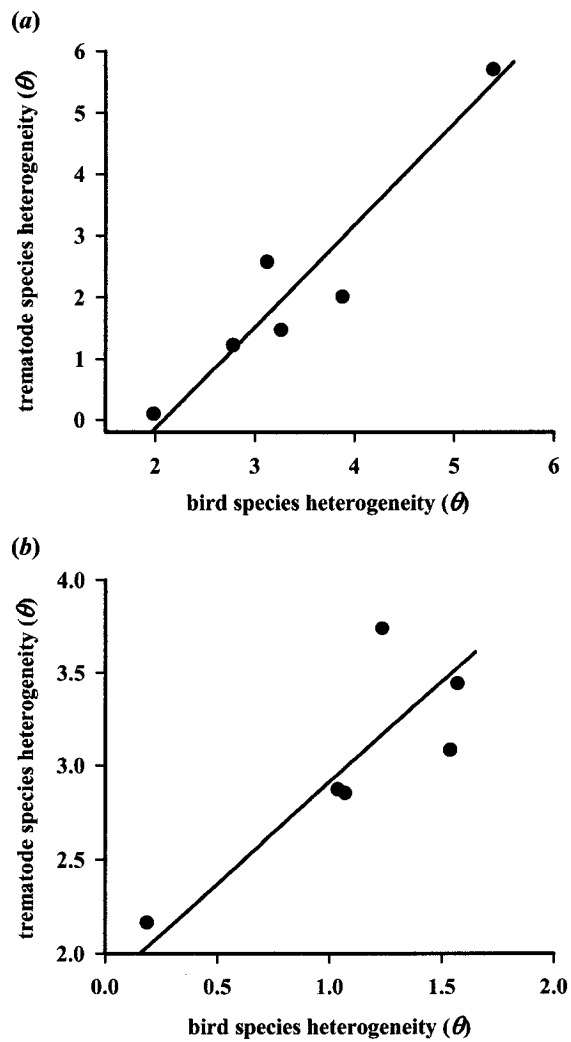 (a)
6
5
4
3
2
1
0
trematode species heterogeneity (θ)
2 3 4 5 6
bird species heterogeneity (θ)
(b)
4.0
3.5
3.0
2.5
2.0
trematode species heterogeneity (θ)
0.0 0.5 1.0 1.5 2.0
bird species heterogeneity (θ)